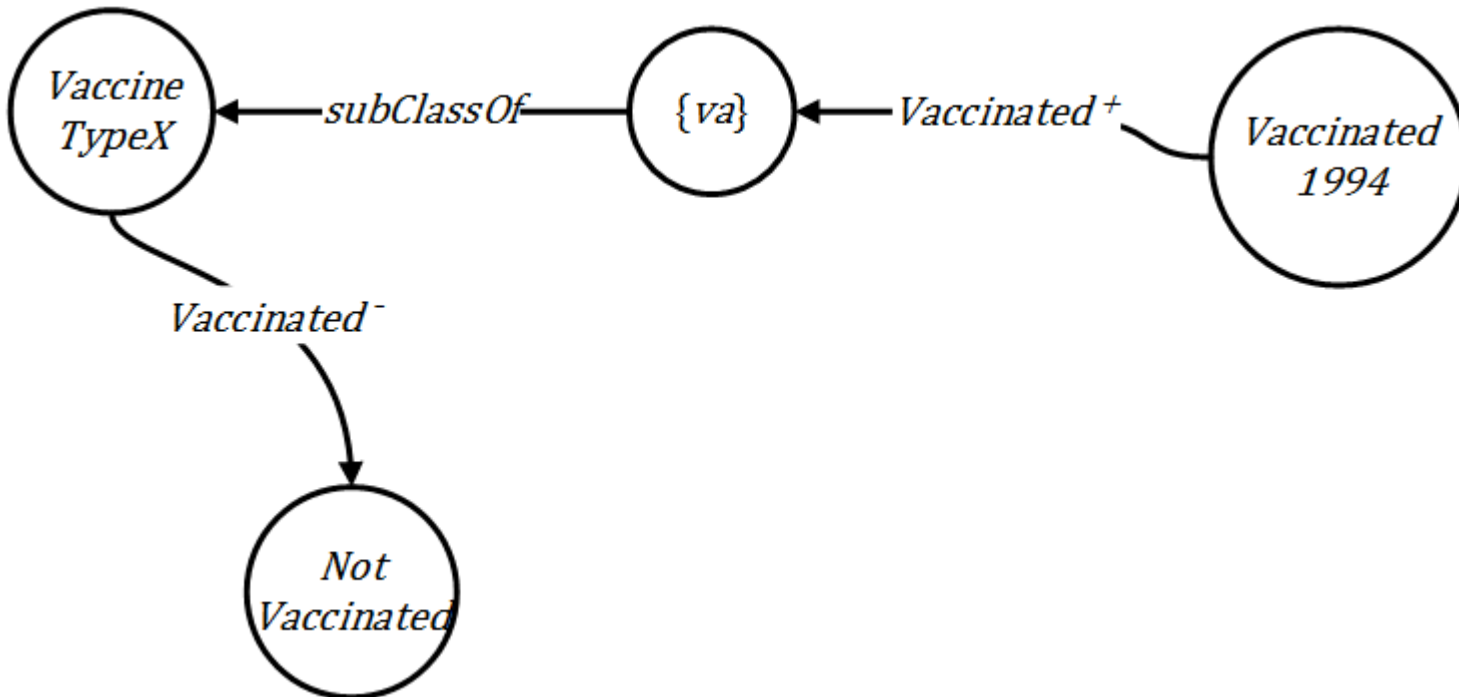 Vaccine
TypeX
subClassOf
{va}
Vaccinated⁺
Vaccinated
1994
Vaccinated⁻
Not
Vaccinated